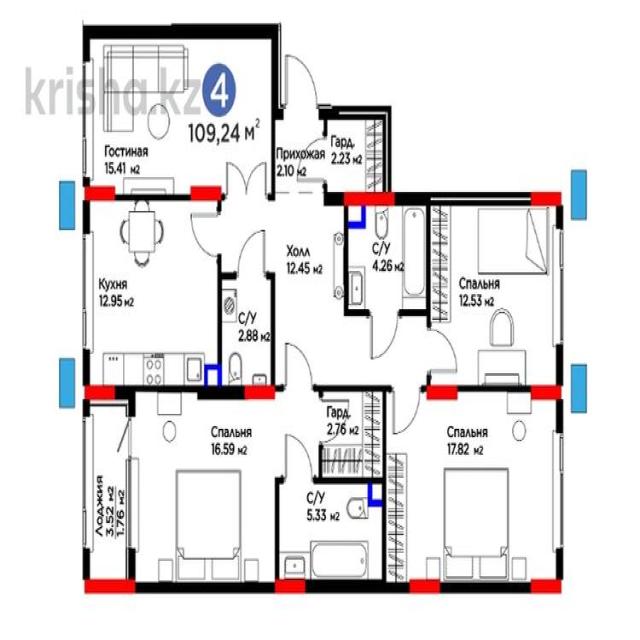 krisha.kz
4
109,24 м²
Гостиная
15.41 м2
Прихожая
2.10 м2
Гард.
2.23 м2
Кухня
12.95 м2
Холл
12.45 м2
С/У
4.26 м2
Спальня
12.53 м2
С/У
2.88 м2
Спальня
16.59 м2
Гард.
2.76 м2
Спальня
17.82 м2
Лоджия
3.52 м2
1.76 м2
С/У
5.33 м2